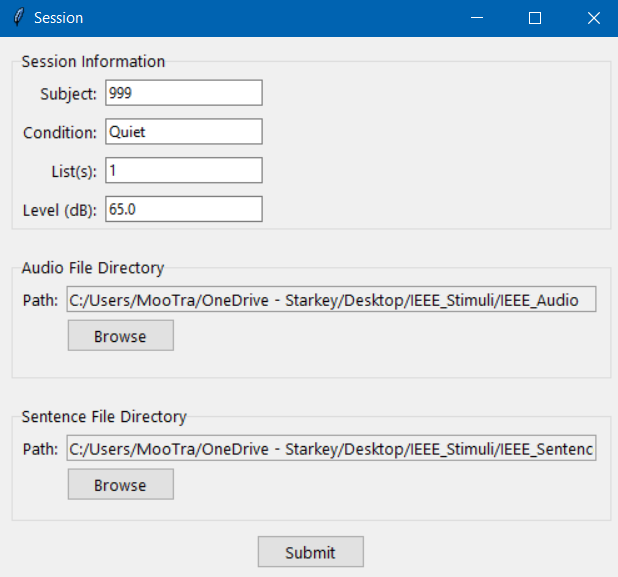 Session
Session Information
Subject: 999
Condition: Quiet
List(s): 1
Level (dB): 65.0
Audio File Directory
Path: C:/Users/MooTra/OneDrive - Starkey/Desktop/IEEE_Stimuli/IEEE_Audio
Browse
Sentence File Directory
Path: C:/Users/MooTra/OneDrive - Starkey/Desktop/IEEE_Stimuli/IEEE_Sentenc
Browse
Submit